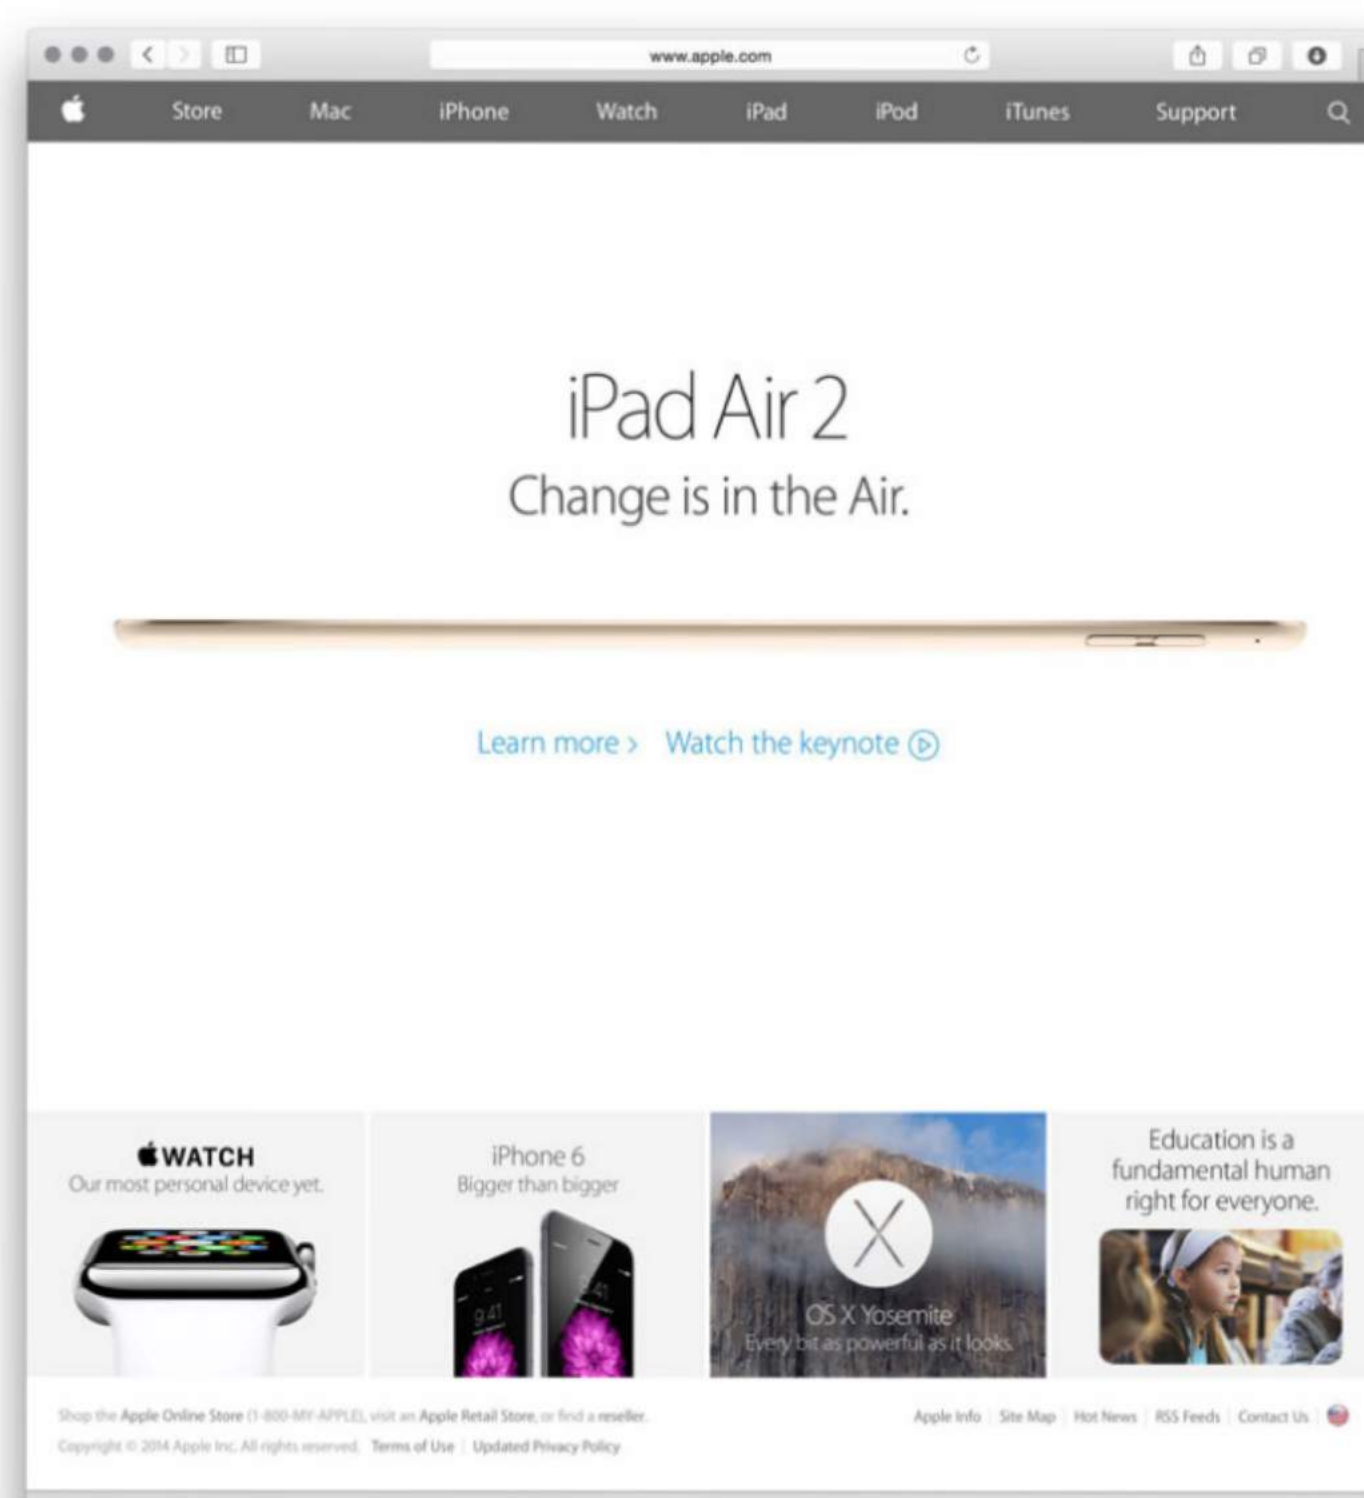 www.apple.com
Store Mac iPhone Watch iPad iPod iTunes Support
iPad Air 2
Change is in the Air.
Learn more > Watch the keynote
WATCH
Our most personal device yet.
iPhone 6
Bigger than bigger
9:41
9:41
OS X Yosemite
Every bit as powerful as it looks.
Education is a
fundamental human
right for everyone.
Shop the Apple Online Store (1-800-MY-APPLE), visit an Apple Retail Store, or find a reseller.
Apple Info | Site Map | Hot News | RSS Feeds | Contact Us
Copyright © 2014 Apple Inc. All rights reserved. Terms of Use | Updated Privacy Policy